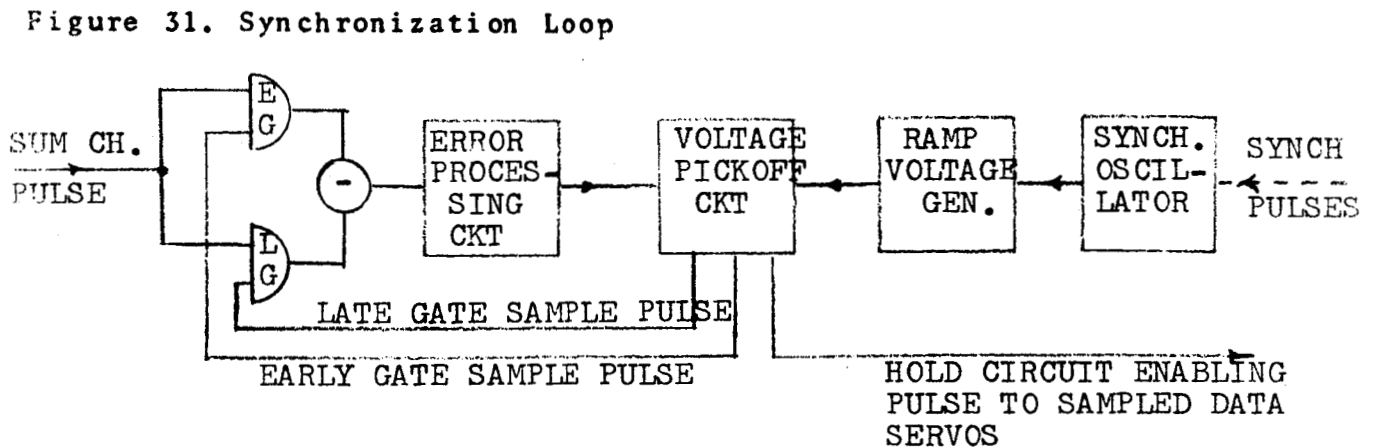 Figure 31. Synchronization Loop
SUM CH.
PULSE
E
G
L
G
-
ERROR
PROCES-
SING
CKT
VOLTAGE
PICKOFF
CKT
RAMP
VOLTAGE
GEN.
SYNCH.
OSCIL-
LATOR
SYNCH
PULSES
LATE GATE SAMPLE PULSE
EARLY GATE SAMPLE PULSE
HOLD CIRCUIT ENABLING
PULSE TO SAMPLED DATA
SERVOS